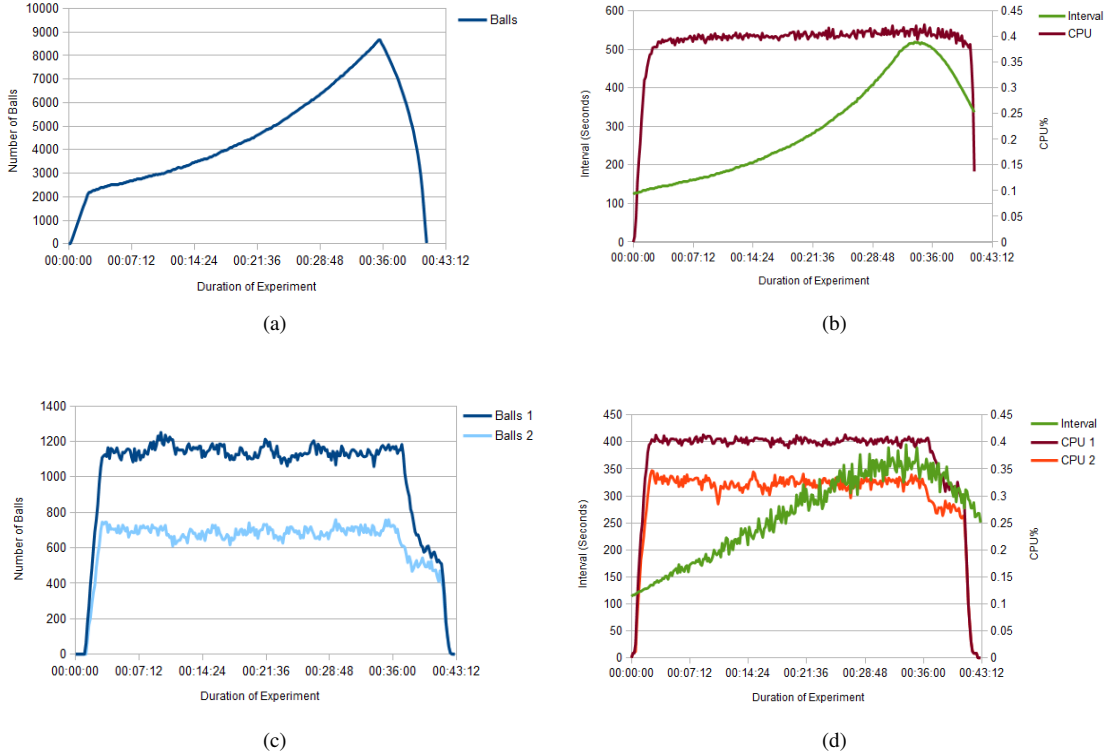 Balls
10000
9000
8000
7000
6000
5000
4000
3000
2000
1000
0
Number of Balls
00:00:00 00:07:12 00:14:24 00:21:36 00:28:48 00:36:00 00:43:12
Duration of Experiment
(a)
Interval
CPU
600
500
400
300
200
100
0
Interval (Seconds)
0.45
0.4
0.35
0.3
0.25
0.2
0.15
0.1
0.05
0
CPU%
00:00:00 00:07:12 00:14:24 00:21:36 00:28:48 00:36:00 00:43:12
Duration of Experiment
(b)
Balls 1
Balls 2
1400
1200
1000
800
600
400
200
0
Number of Balls
00:00:00 00:07:12 00:14:24 00:21:36 00:28:48 00:36:00 00:43:12
Duration of Experiment
(c)
Interval
CPU 1
CPU 2
450
400
350
300
250
200
150
100
50
0
Interval (Seconds)
0.45
0.4
0.35
0.3
0.25
0.2
0.15
0.1
0.05
0
CPU%
00:00:00 00:07:12 00:14:24 00:21:36 00:28:48 00:36:00 00:43:12
Duration of Experiment
(d)